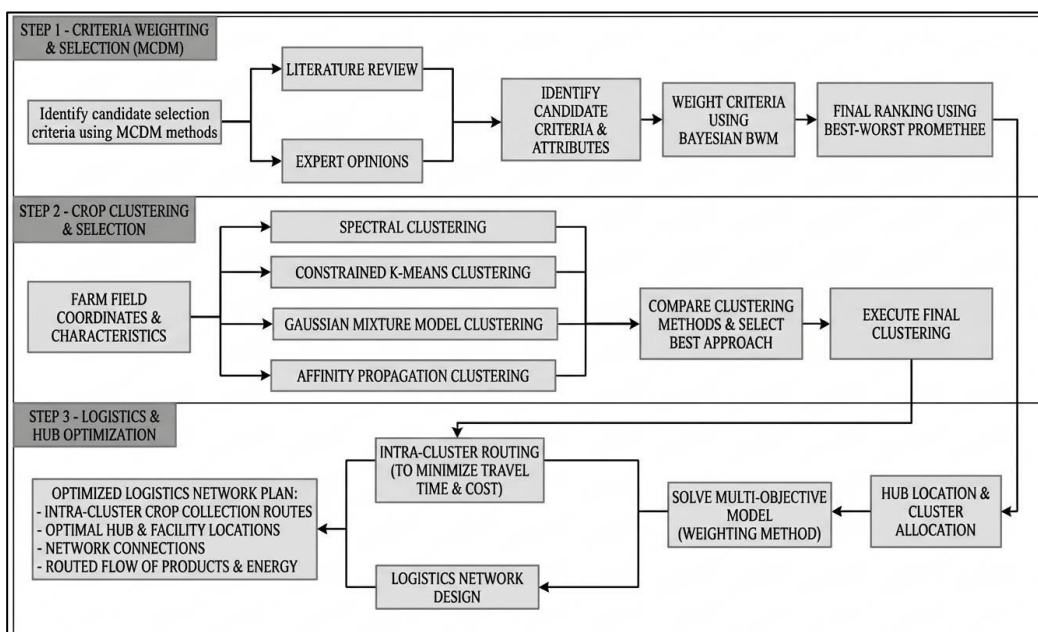 STEP 1 - CRITERIA WEIGHTING
& SELECTION (MCDM)
Identify candidate selection
criteria using MCDM methods
LITERATURE REVIEW
EXPERT OPINIONS
IDENTIFY
CANDIDATE
CRITERIA &
ATTRIBUTES
WEIGHT CRITERIA
USING
BAYESIAN BWM
FINAL RANKING USING
BEST-WORST PROMETHEE
STEP 2 - CROP CLUSTERING
& SELECTION
FARM FIELD
COORDINATES &
CHARACTERISTICS
SPECTRAL CLUSTERING
CONSTRAINED K-MEANS CLUSTERING
GAUSSIAN MIXTURE MODEL CLUSTERING
AFFINITY PROPAGATION CLUSTERING
COMPARE CLUSTERING
METHODS & SELECT
BEST APPROACH
EXECUTE FINAL
CLUSTERING
STEP 3 - LOGISTICS &
HUB OPTIMIZATION
HUB LOCATION &
CLUSTER
ALLOCATION
SOLVE MULTI-OBJECTIVE
MODEL
(WEIGHTING METHOD)
INTRA-CLUSTER ROUTING
(TO MINIMIZE TRAVEL
TIME & COST)
LOGISTICS NETWORK
DESIGN
OPTIMIZED LOGISTICS NETWORK PLAN:
- INTRA-CLUSTER CROP COLLECTION ROUTES
- OPTIMAL HUB & FACILITY LOCATIONS
- NETWORK CONNECTIONS
- ROUTED FLOW OF PRODUCTS & ENERGY